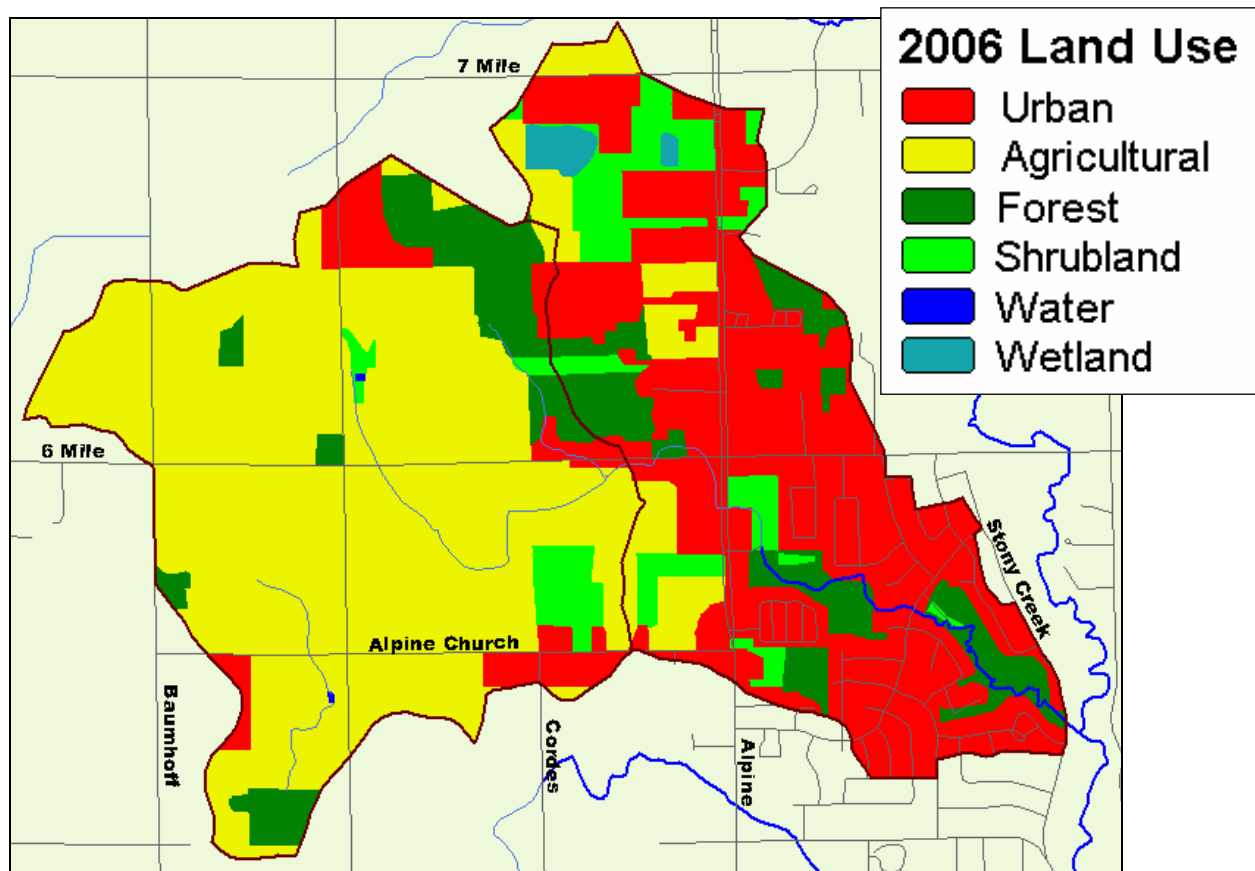 2006 Land Use
Urban
Agricultural
Forest
Shrubland
Water
Wetland
7 Mile
6 Mile
Stony Creek
Alpine Church
Baumhoff
Cordes
Alpine